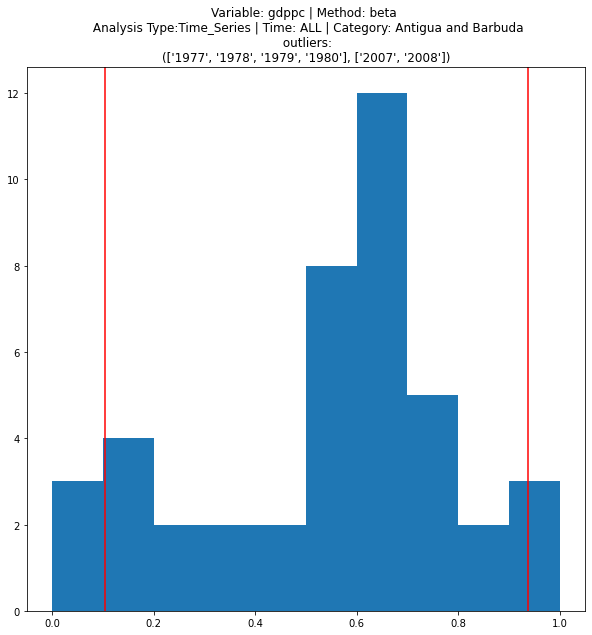 Variable: gdppc | Method: beta
Analysis Type:Time_Series | Time: ALL | Category: Antigua and Barbuda
outliers:
(['1977', '1978', '1979', '1980'], ['2007', '2008'])
12
10
8
6
4
2
0
0.0 0.2 0.4 0.6 0.8 1.0